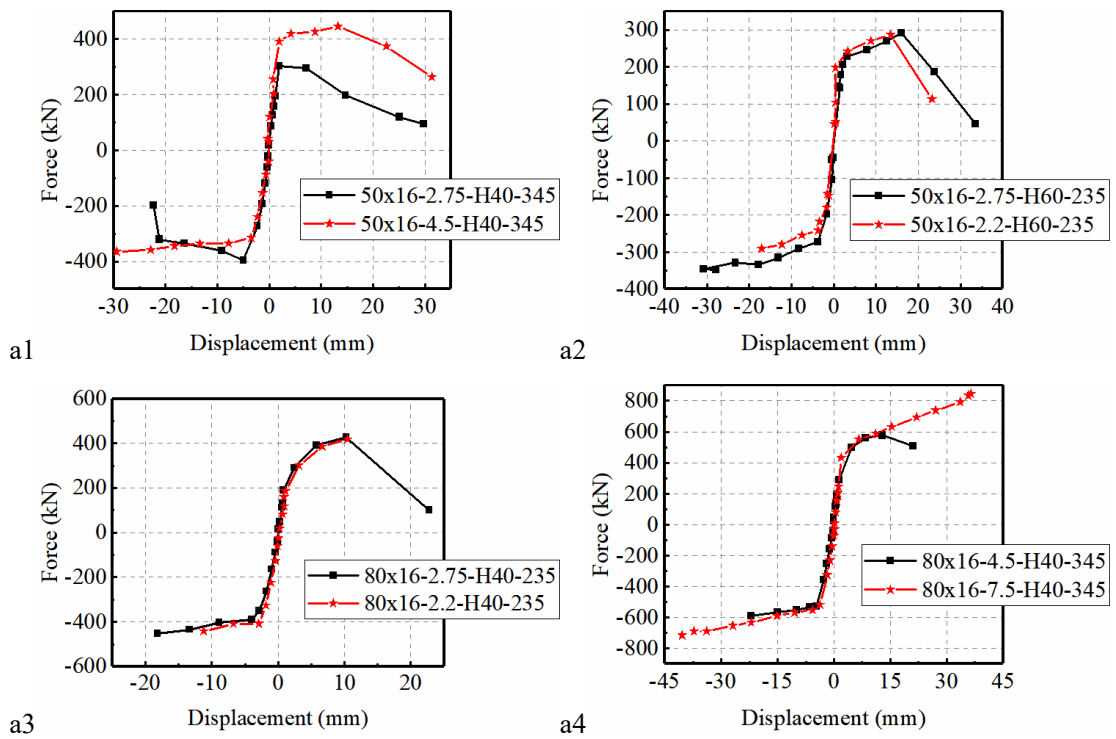 400
200
0
-200
-400
Force (kN)
50x16-2.75-H40-345
50x16-4.5-H40-345
-30 -20 -10 0 10 20 30
Displacement (mm)
a1
300
200
100
0
-100
-200
-300
-400
Force (kN)
50x16-2.75-H60-235
50x16-2.2-H60-235
-30 -20 -10 0 10 20 30 40
Displacement (mm)
a2
600
400
200
0
-200
-400
-600
Force (kN)
80x16-2.75-H40-235
80x16-2.2-H40-235
-20 -10 0 10 20
Displacement (mm)
a3
800
600
400
200
0
-200
-400
-600
-800
Force (kN)
80x16-4.5-H40-345
80x16-7.5-H40-345
-45 -30 -15 0 15 30 45
Displacement (mm)
a4